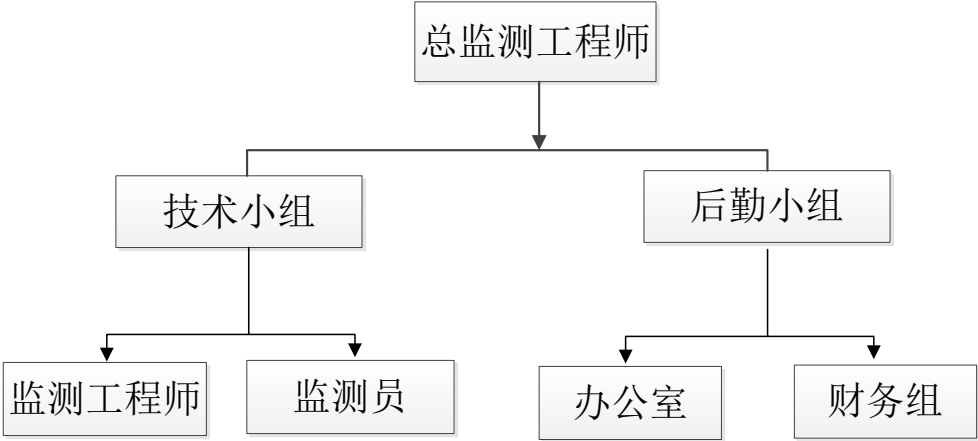 总监测工程师
技术小组
后勤小组
监测工程师
监测员
办公室
财务组